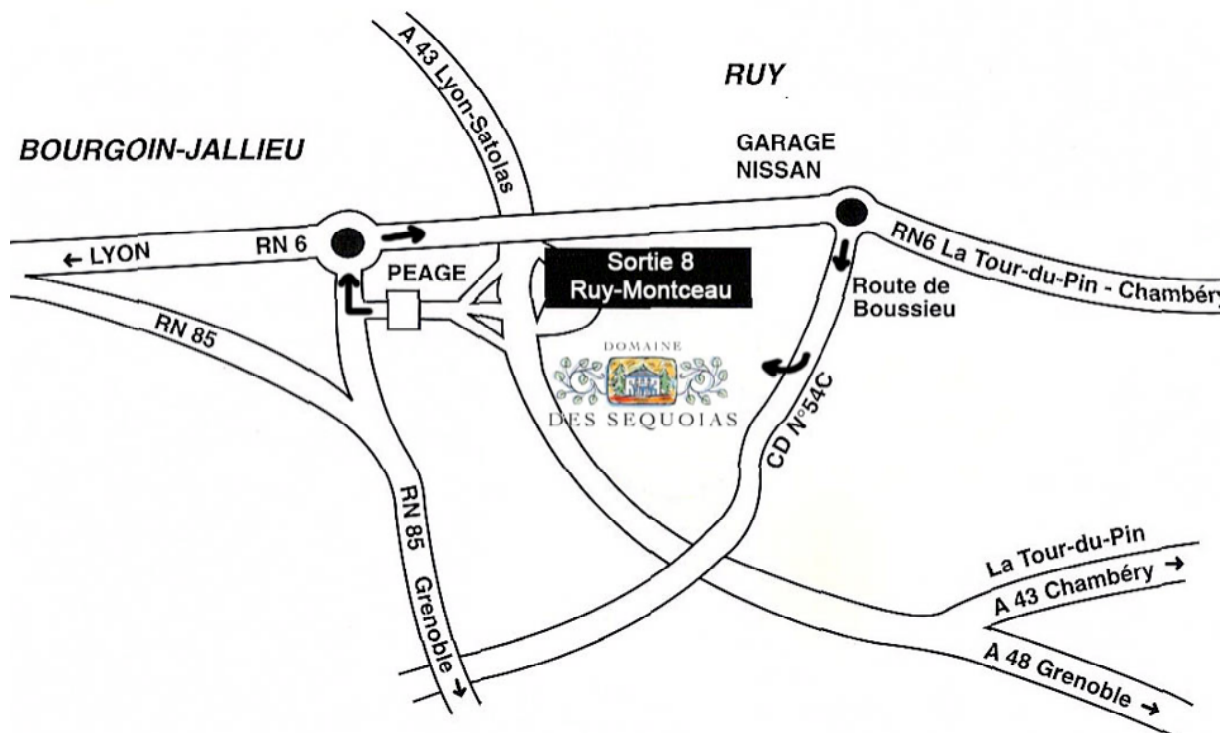 A 43 Lyon-Satolas
RUY
BOURGOIN-JALLIEU
GARAGE
NISSAN
← LYON
RN 6
PEAGE
Sortie 8
Ruy-Montceau
RN6 La Tour-du-Pin - Chambéry
Route de
Boussieu
RN 85
DOMAINE
DES SEQUOIAS
CD N°54C
RN 85 Grenoble →
La Tour-du-Pin
A 43 Chambéry →
A 48 Grenoble →